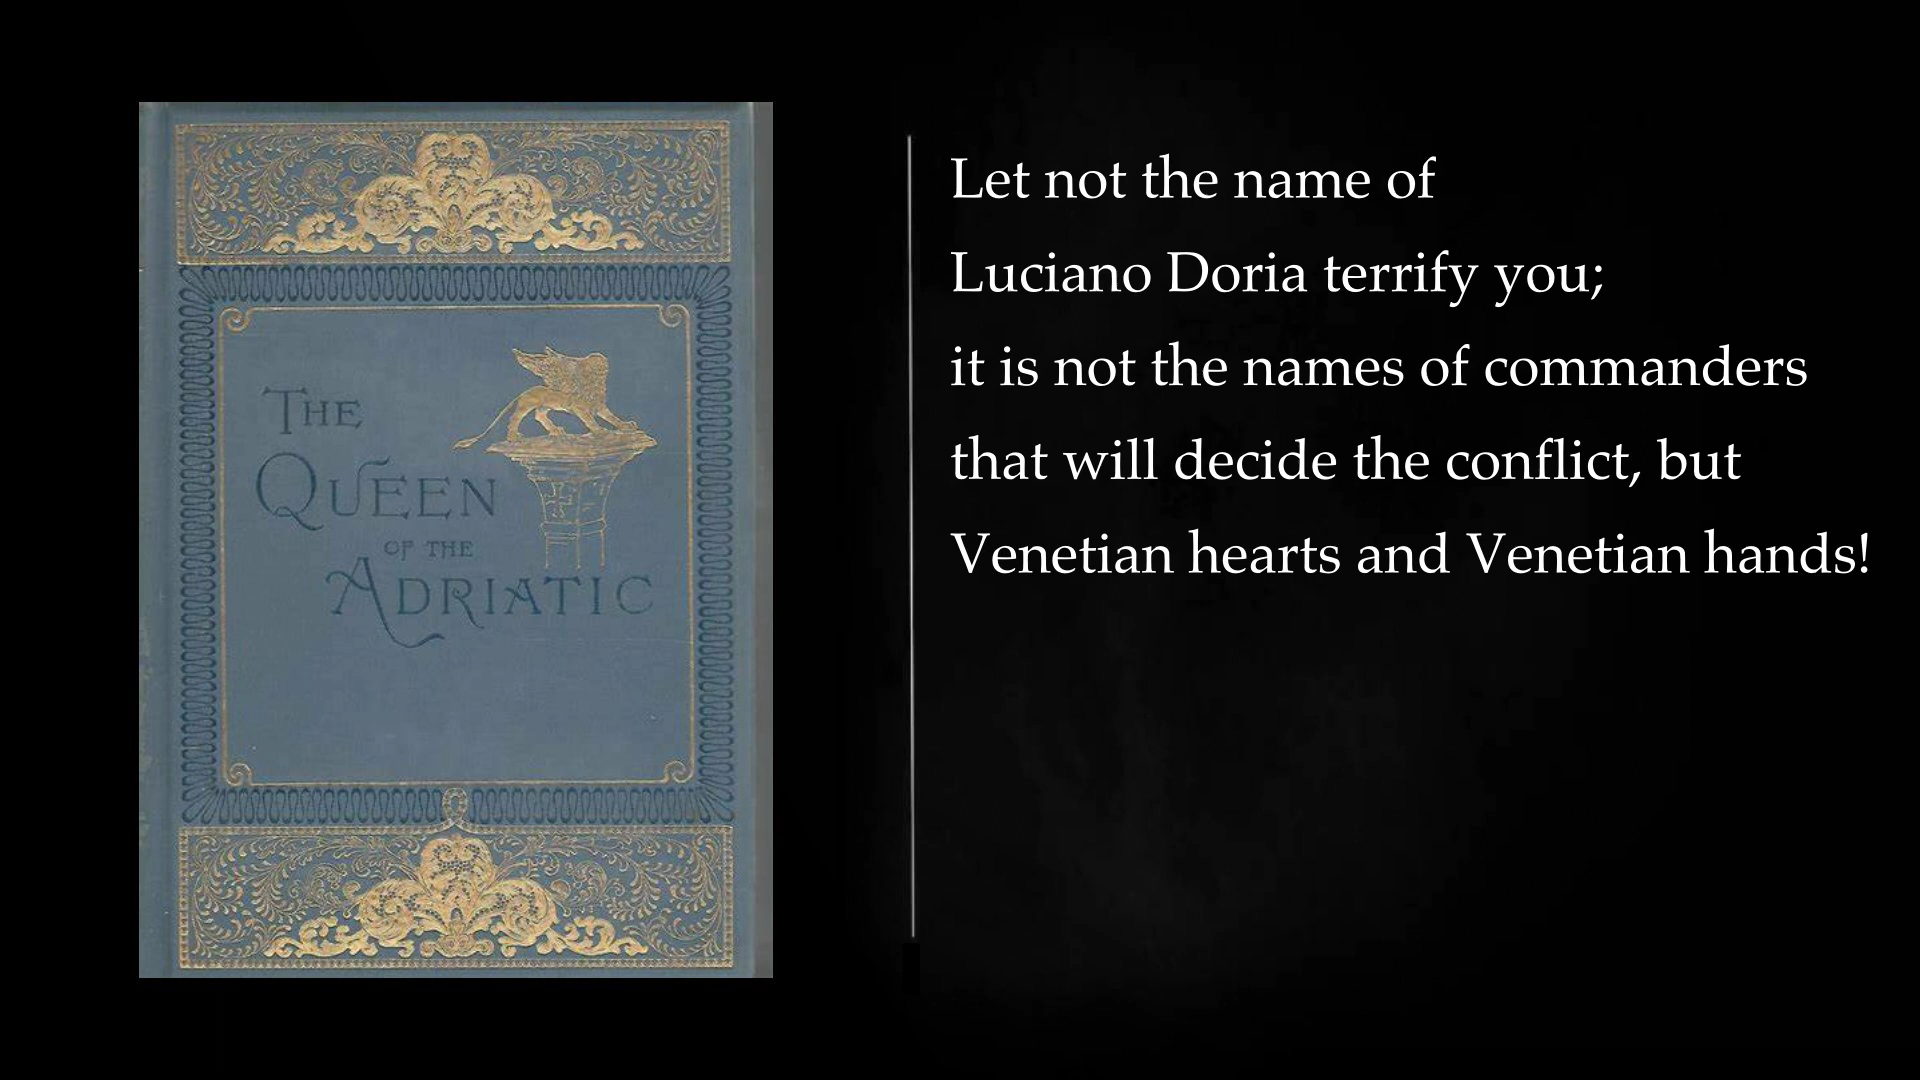 THE
QUEEN
OF THE
ADRIATIC
Let not the name of
Luciano Doria terrify you;
it is not the names of commanders
that will decide the conflict, but
Venetian hearts and Venetian hands!